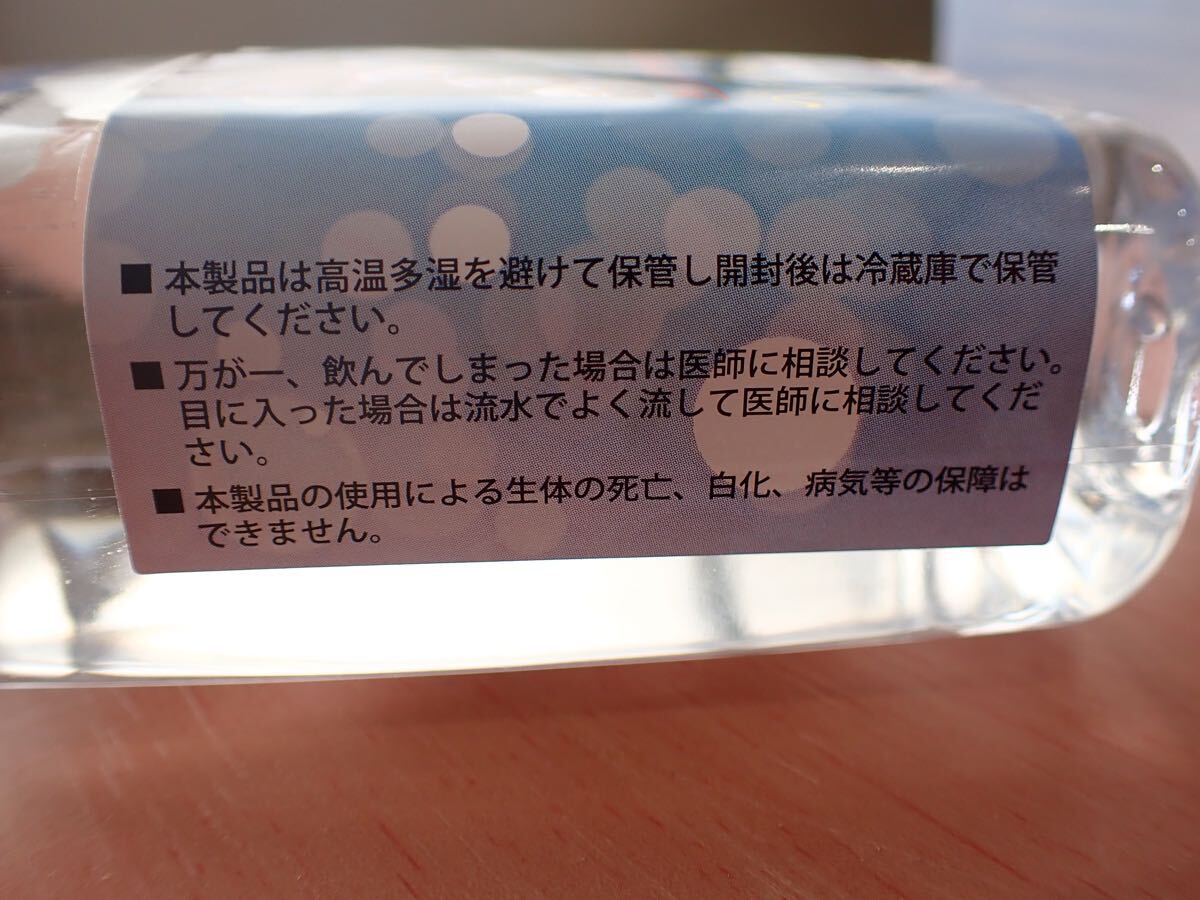 ■ 本製品は高温多湿を避けて保管し開封後は冷蔵庫で保管
してください。
■ 万が一、飲んでしまった場合は医師に相談してください。
目に入った場合は流水でよく流して医師に相談してくだ
さい。
■ 本製品の使用による生体の死亡、白化、病気等の保障は
できません。